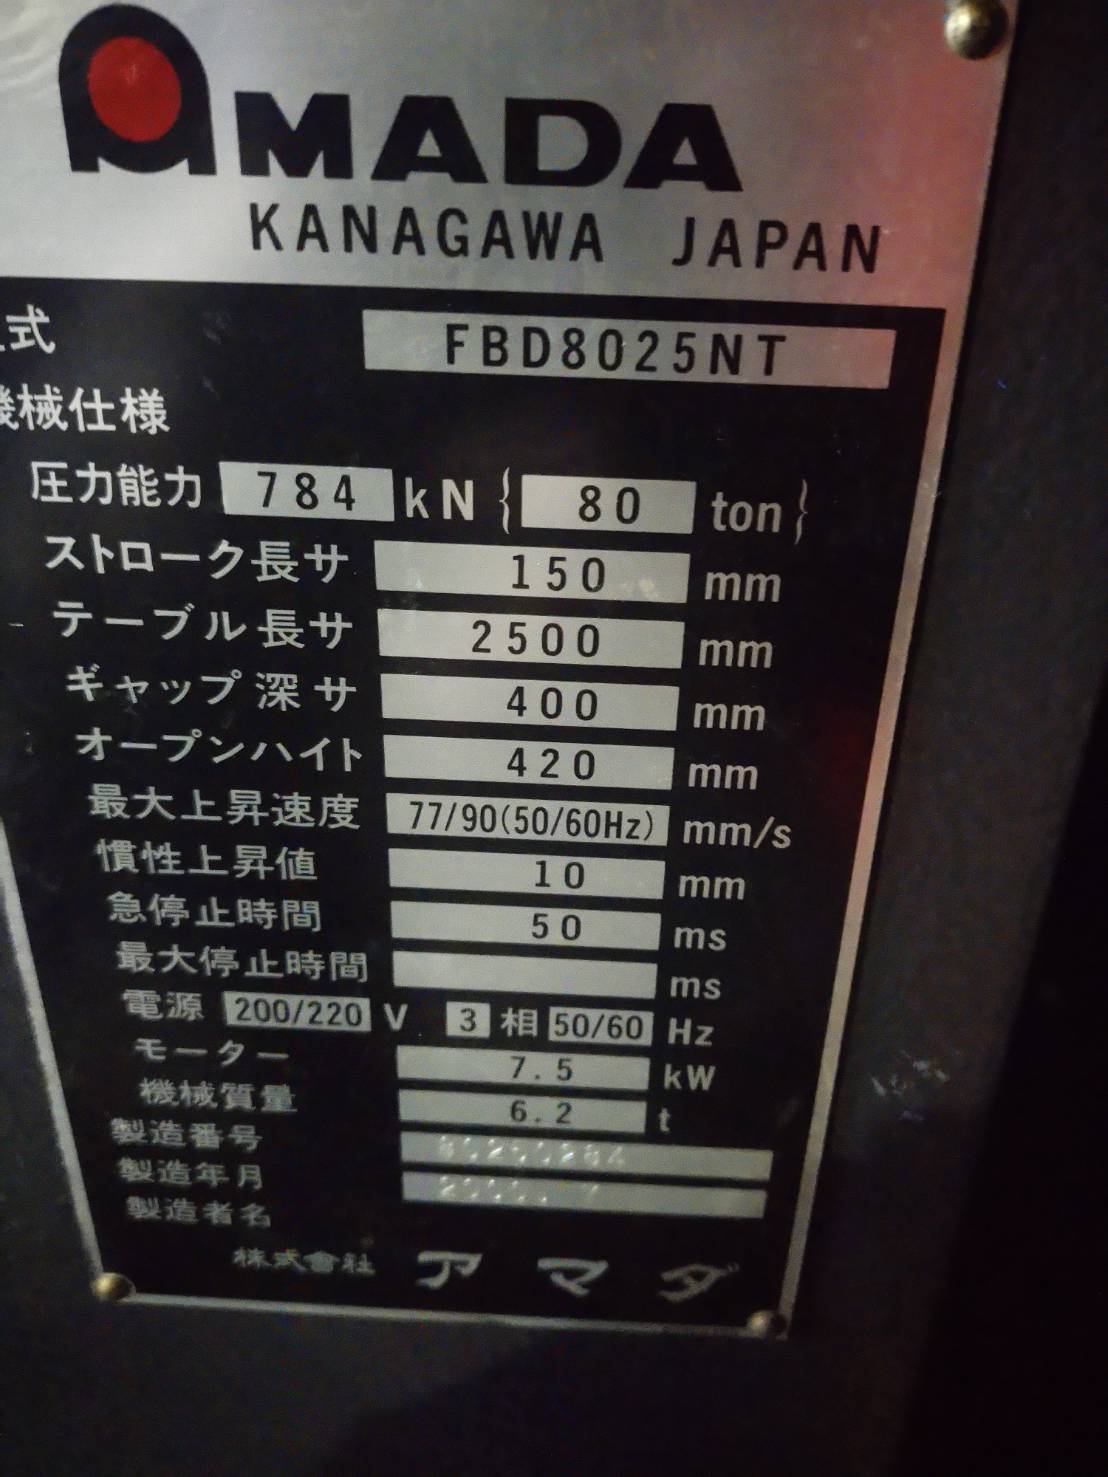 AMADA
KANAGAWA JAPAN
式 FBD8025NT
機械仕様
圧力能力 784 kN { 80 ton }
ストローク長サ 150 mm
テーブル長サ 2500 mm
ギャップ深サ 400 mm
オープンハイト 420 mm
最大上昇速度 77/90(50/60Hz) mm/s
慣性上昇値 10 mm
急停止時間 50 ms
最大停止時間 ms
電源 200/220 V 3 相 50/60 Hz
モーター 7.5 kW
機械質量 6.2 t
製造番号
製造年月
製造者名
株式會社 アマダ